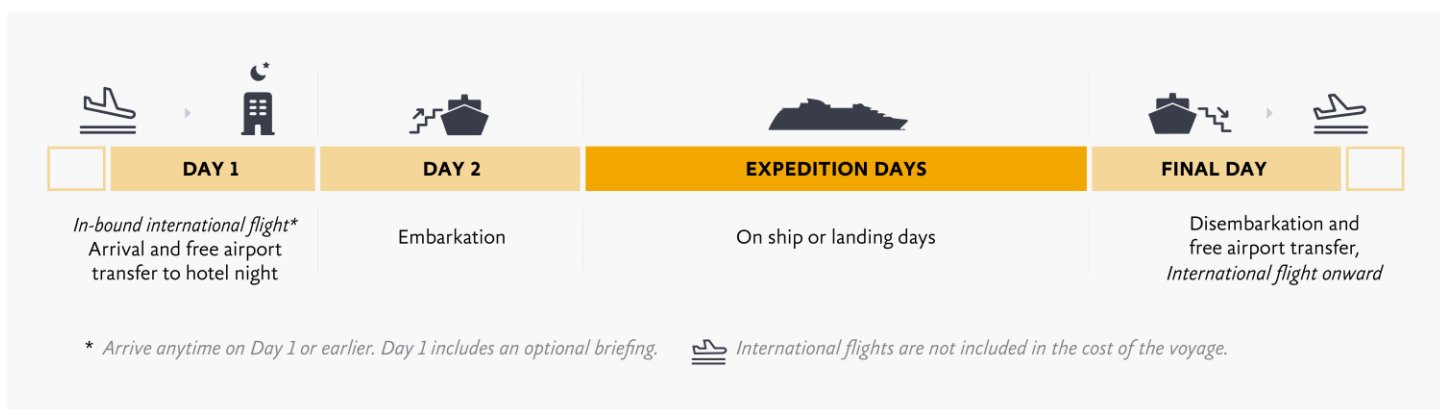 DAY 1
DAY 2
EXPEDITION DAYS
FINAL DAY
In-bound international flight*
Arrival and free airport
transfer to hotel night
Embarkation
On ship or landing days
Disembarkation and
free airport transfer,
International flight onward
* Arrive anytime on Day 1 or earlier. Day 1 includes an optional briefing.
International flights are not included in the cost of the voyage.